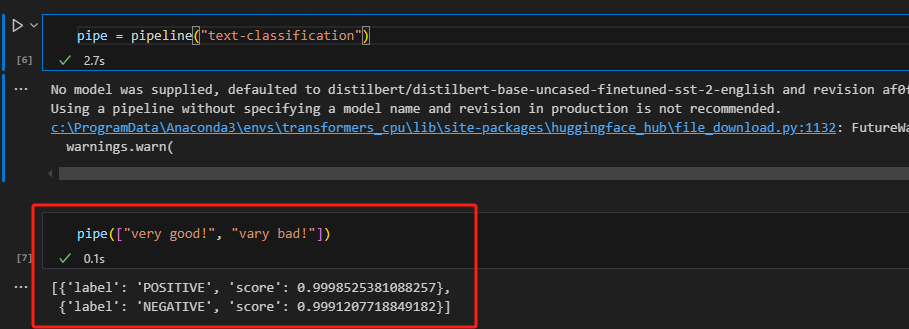 pipe = pipeline("text-classification")
[6]
2.7s
No model was supplied, defaulted to distilbert/distilbert-base-uncased-finetuned-sst-2-english and revision
Using a pipeline without specifying a model name and revision in production is not recommended.
c:\ProgramData\Anaconda3\envs\transformers_cpu\lib\site-packages\huggingface_hub\file_download.py:1132: FutureWa
warnings.warn(
pipe(["very good!", "vary bad!"])
[7]
0.1s
[{'label': 'POSITIVE', 'score': 0.9998525381088257},
{'label': 'NEGATIVE', 'score': 0.9991207718849182}]